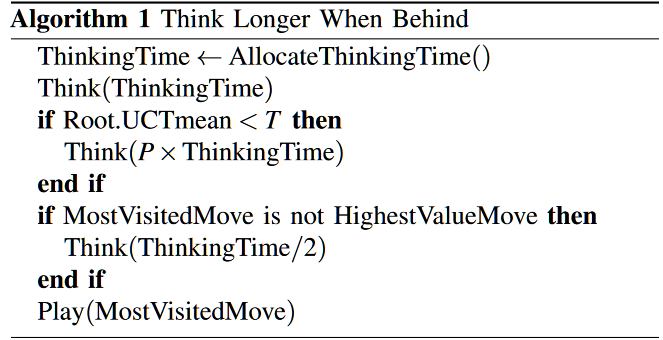 Algorithm 1 Think Longer When Behind
ThinkingTime ← AllocateThinkingTime()
Think(ThinkingTime)
if Root.UCTmean < T then
Think(P × ThinkingTime)
end if
if MostVisitedMove is not HighestValueMove then
Think(ThinkingTime/2)
end if
Play(MostVisitedMove)